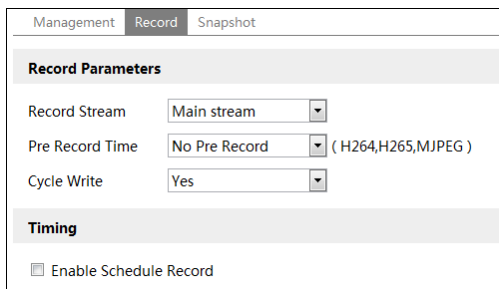 Management Record Snapshot
Record Parameters
Record Stream Main stream
Pre Record Time No Pre Record ( H264,H265,MJPEG )
Cycle Write Yes
Timing
Enable Schedule Record